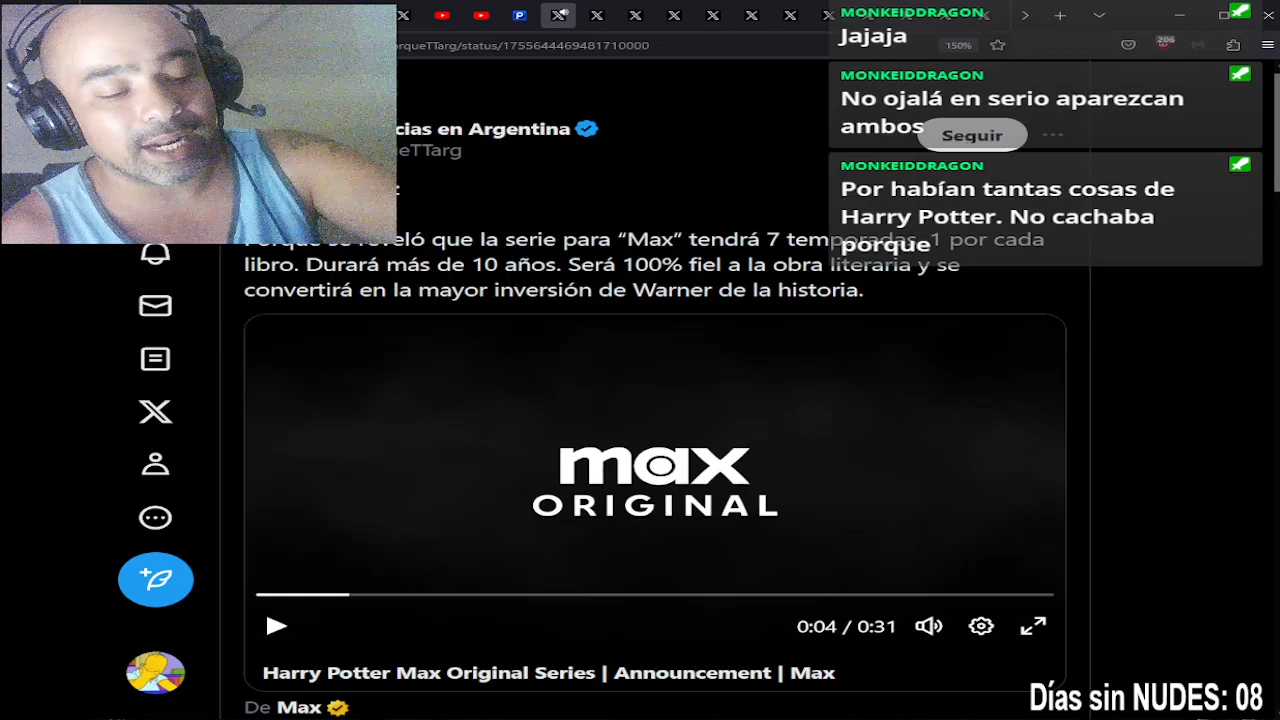 orqueTTarg/status/1755644469481710000
150%
206
MONKEIDDRAGON
Jajaja
MONKEIDDRAGON
No ojalá en serio aparezcan
ambos
Seguir
MONKEIDDRAGON
Por habían tantas cosas de
Harry Potter. No cachaba
porque
cias en Argentina
eTTarg
Porque se reveló que la serie para “Max” tendrá 7 temporadas, 1 por cada
libro. Durará más de 10 años. Será 100% fiel a la obra literaria y se
convertirá en la mayor inversión de Warner de la historia.
max
ORIGINAL
0:04 / 0:31
Harry Potter Max Original Series | Announcement | Max
De Max
Días sin NUDES: 08